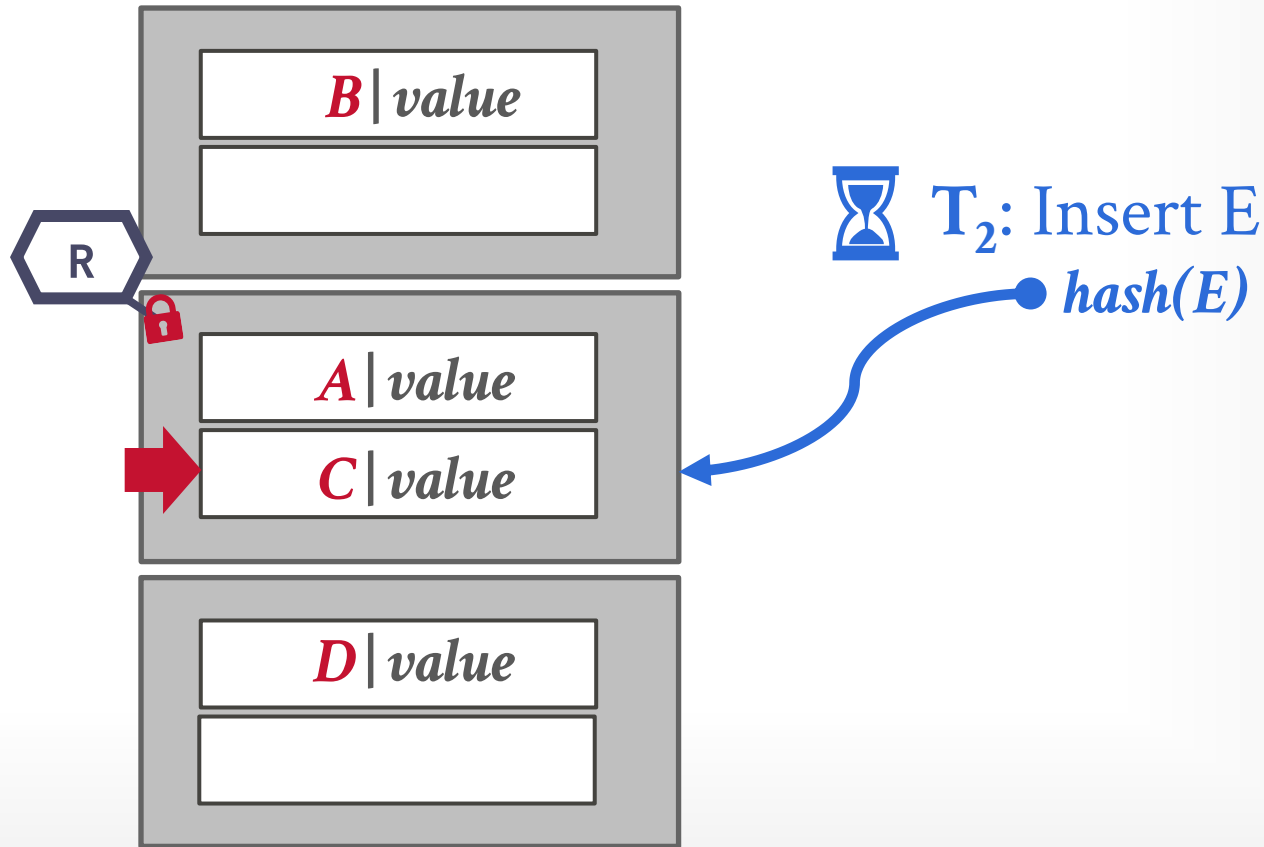 B|value
R
A|value
C|value
D|value
T₂: Insert E
hash(E)